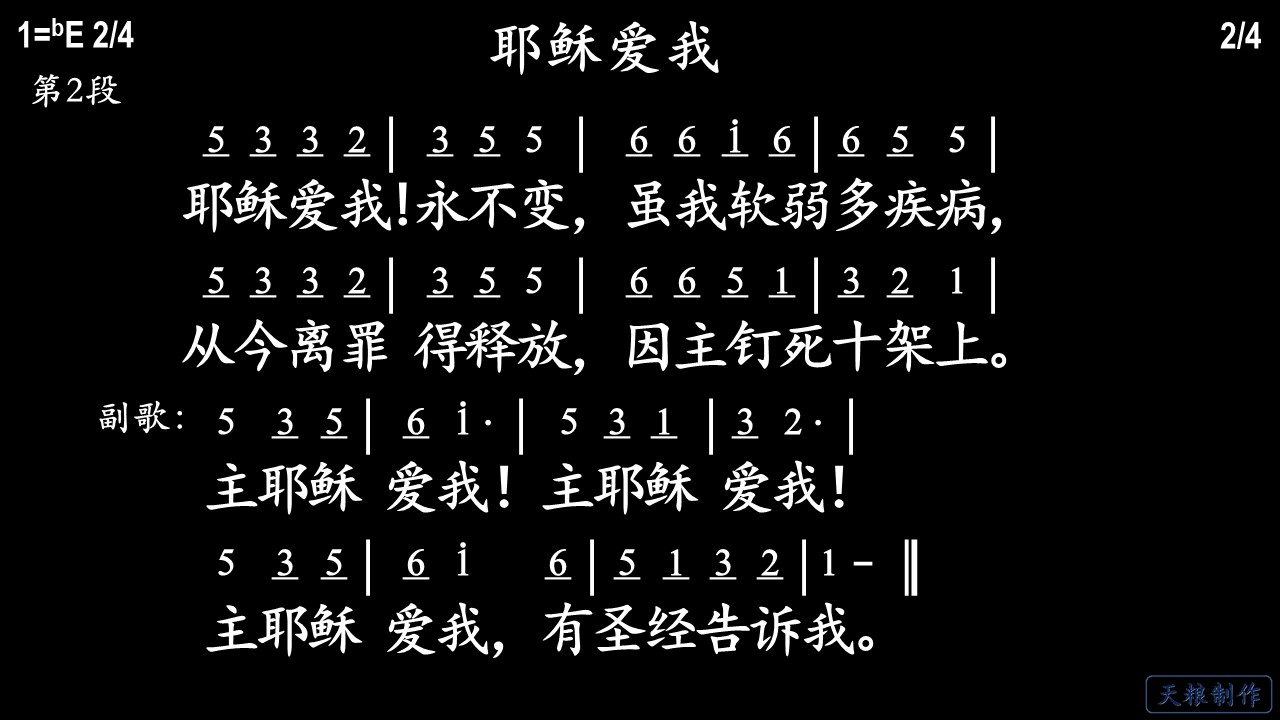 1=ᵇE 2/4 耶稣爱我 2/4
第2段
5 3 3 2 | 3 5 5 | 6 6 i 6 | 6 5 5 |
耶稣爱我!永不变，虽我软弱多疾病，
5 3 3 2 | 3 5 5 | 6 6 5 1 | 3 2 1 |
从今离罪 得释放，因主钉死十架上。
副歌： 5 3 5 | 6 i · | 5 3 1 | 3 2 · |
主耶稣 爱我！主耶稣 爱我！
5 3 5 | 6 i 6 | 5 1 3 2 | 1 - ‖
主耶稣 爱我，有圣经告诉我。
天粮制作